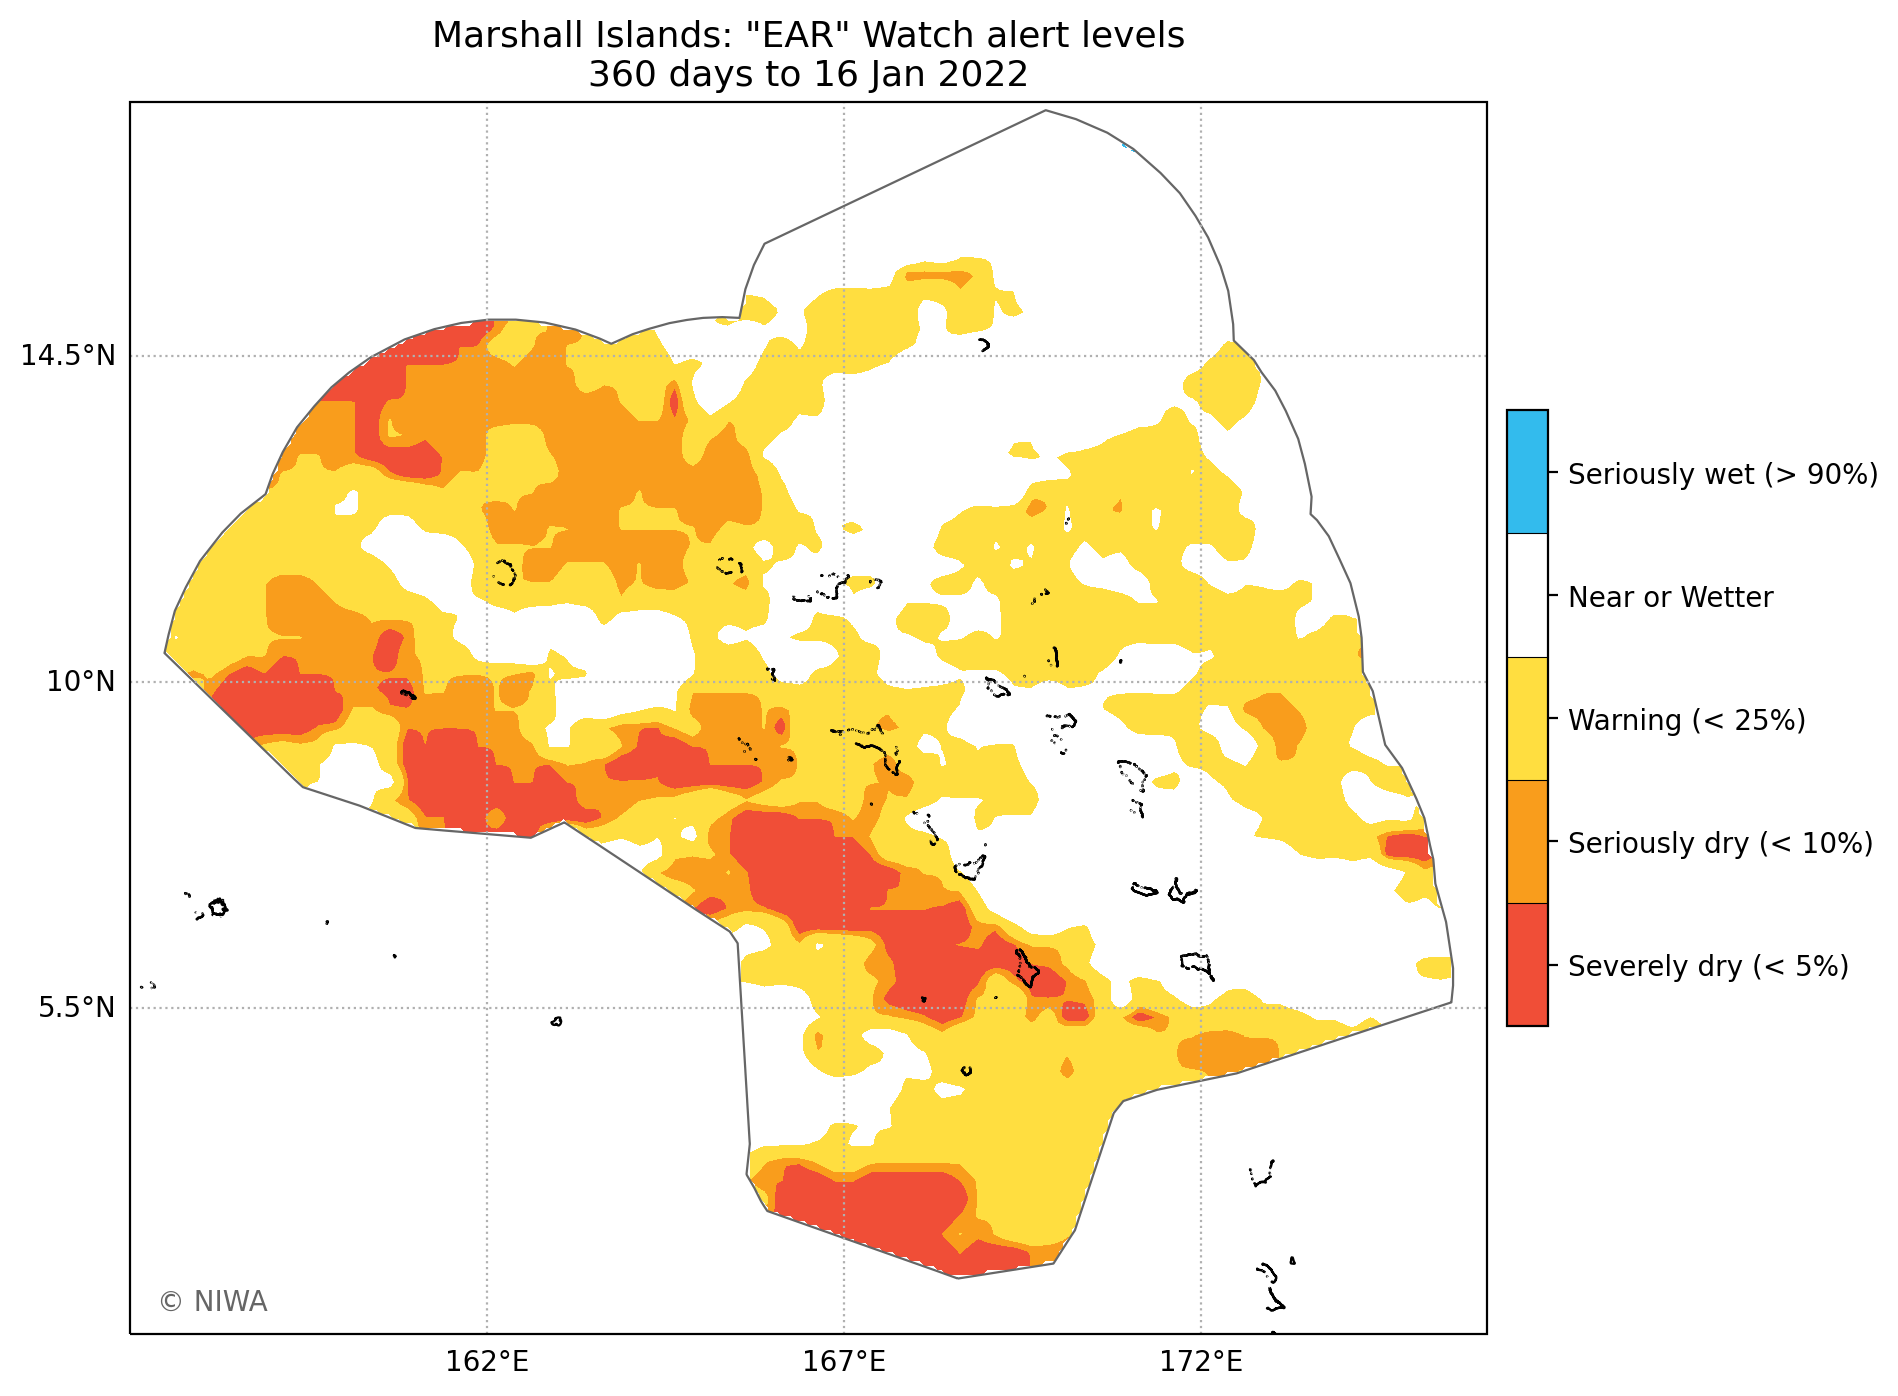 Marshall Islands: "EAR" Watch alert levels
360 days to 16 Jan 2022
14.5°N
10°N
5.5°N
162°E
167°E
172°E
Seriously wet (> 90%)
Near or Wetter
Warning (< 25%)
Seriously dry (< 10%)
Severely dry (< 5%)
© NIWA